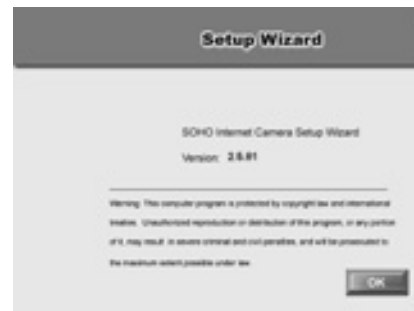 Setup Wizard
SOHO Internet Camera Setup Wizard
Version: 2.5.01
Warning: This computer program is protected by copyright law and international
treaties. Unauthorized reproduction or distribution of this program, or any portion
of it, may result in severe criminal and civil penalties, and will be prosecuted to
the maximum extent possible under law.
OK